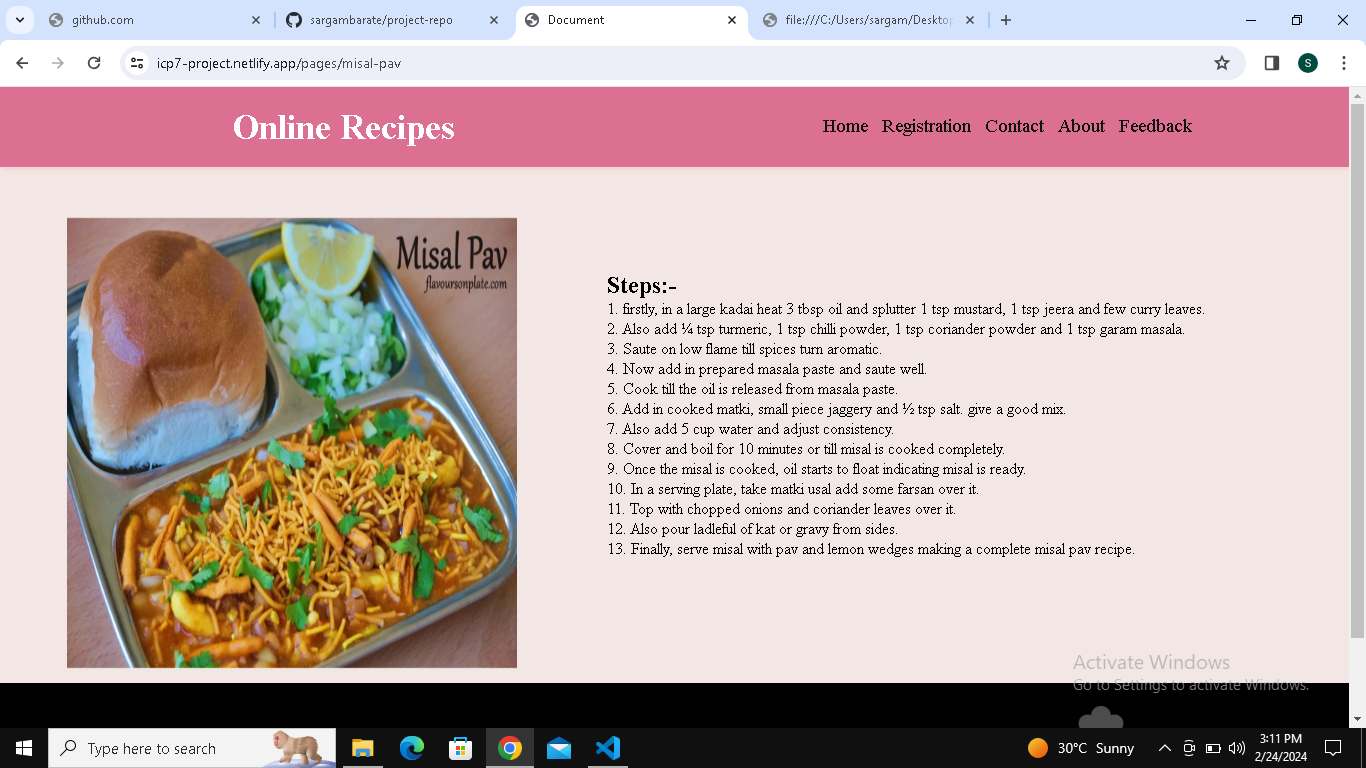 github.com
sargambarate/project-repo
Document
file:///C:/Users/sargam/Desktop
icp7-project.netlify.app/pages/misal-pav
S
Online Recipes
Home Registration Contact About Feedback
Misal Pav
flavoursonplate.com
Steps:-
1. firstly, in a large kadai heat 3 tbsp oil and splutter 1 tsp mustard, 1 tsp jeera and few curry leaves.
2. Also add ¼ tsp turmeric, 1 tsp chilli powder, 1 tsp coriander powder and 1 tsp garam masala.
3. Saute on low flame till spices turn aromatic.
4. Now add in prepared masala paste and saute well.
5. Cook till the oil is released from masala paste.
6. Add in cooked matki, small piece jaggery and ½ tsp salt. give a good mix.
7. Also add 5 cup water and adjust consistency.
8. Cover and boil for 10 minutes or till misal is cooked completely.
9. Once the misal is cooked, oil starts to float indicating misal is ready.
10. In a serving plate, take matki usal add some farsan over it.
11. Top with chopped onions and coriander leaves over it.
12. Also pour ladleful of kat or gravy from sides.
13. Finally, serve misal with pav and lemon wedges making a complete misal pav recipe.
Activate Windows
Go to Settings to activate Windows.
Type here to search
30°C Sunny
3:11 PM
2/24/2024